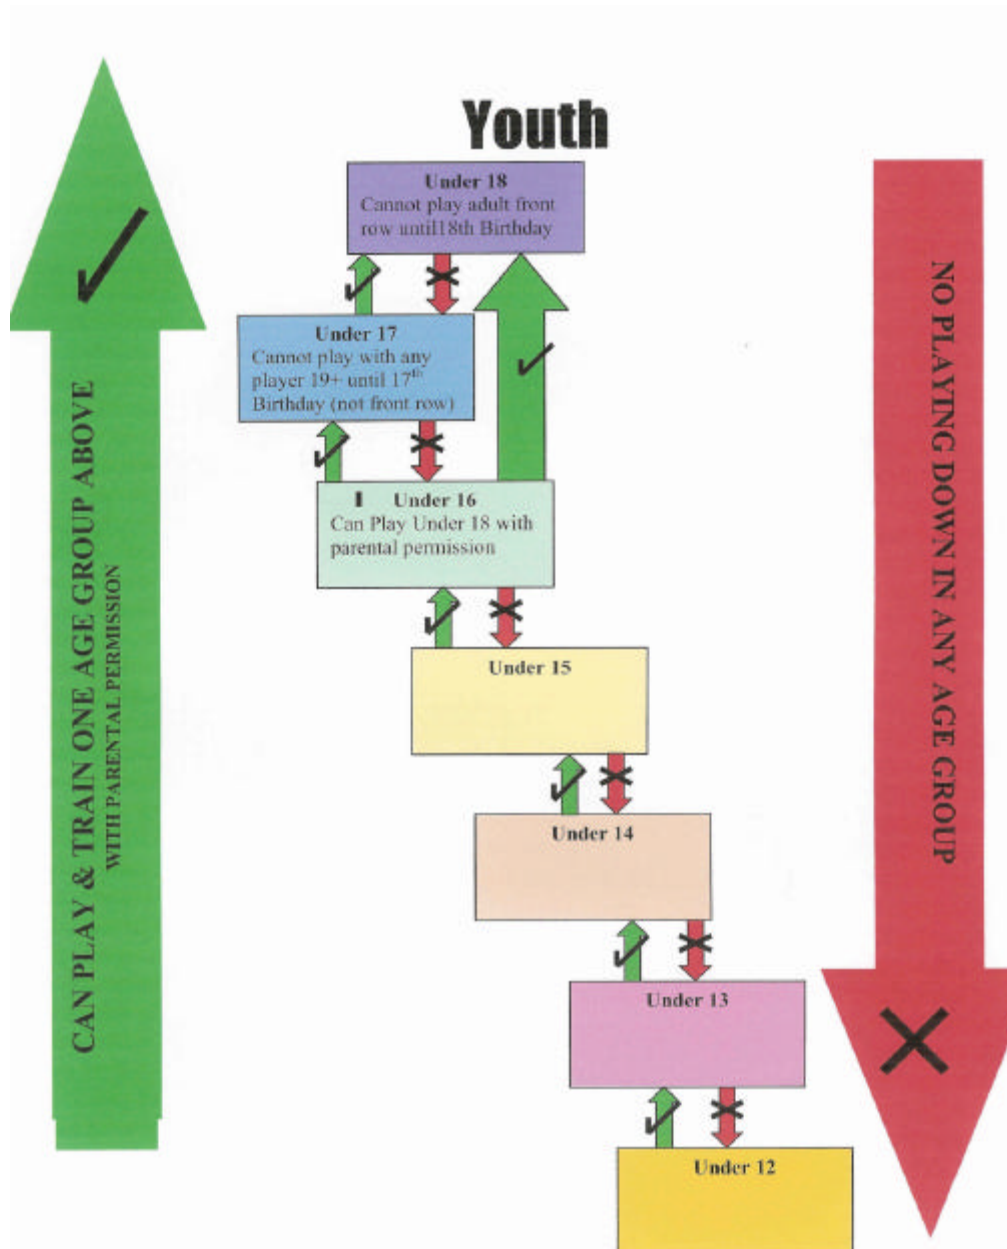 Youth
Under 18
Cannot play adult front
row until18th Birthday
Under 17
Cannot play with any
player 19+ until 17th
Birthday (not front row)
Under 16
Can Play Under 18 with
parental permission
Under 15
Under 14
Under 13
Under 12
CAN PLAY & TRAIN ONE AGE GROUP ABOVE
WITH PARENTAL PERMISSION
NO PLAYING DOWN IN ANY AGE GROUP